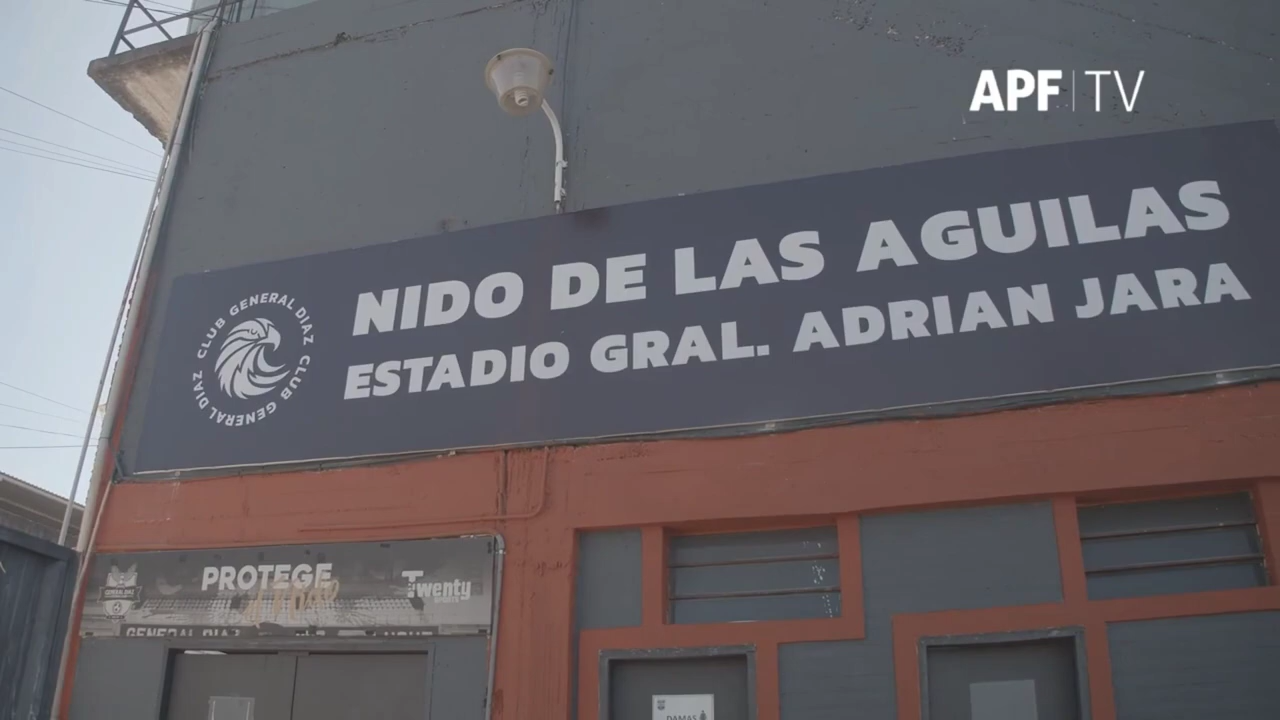 APF TV
NIDO DE LAS AGUILAS
ESTADIO GRAL. ADRIAN JARA
CLUB GENERAL DIAZ CLUB GENERAL DIAZ
PROTEGE
Twenty
DAMAS